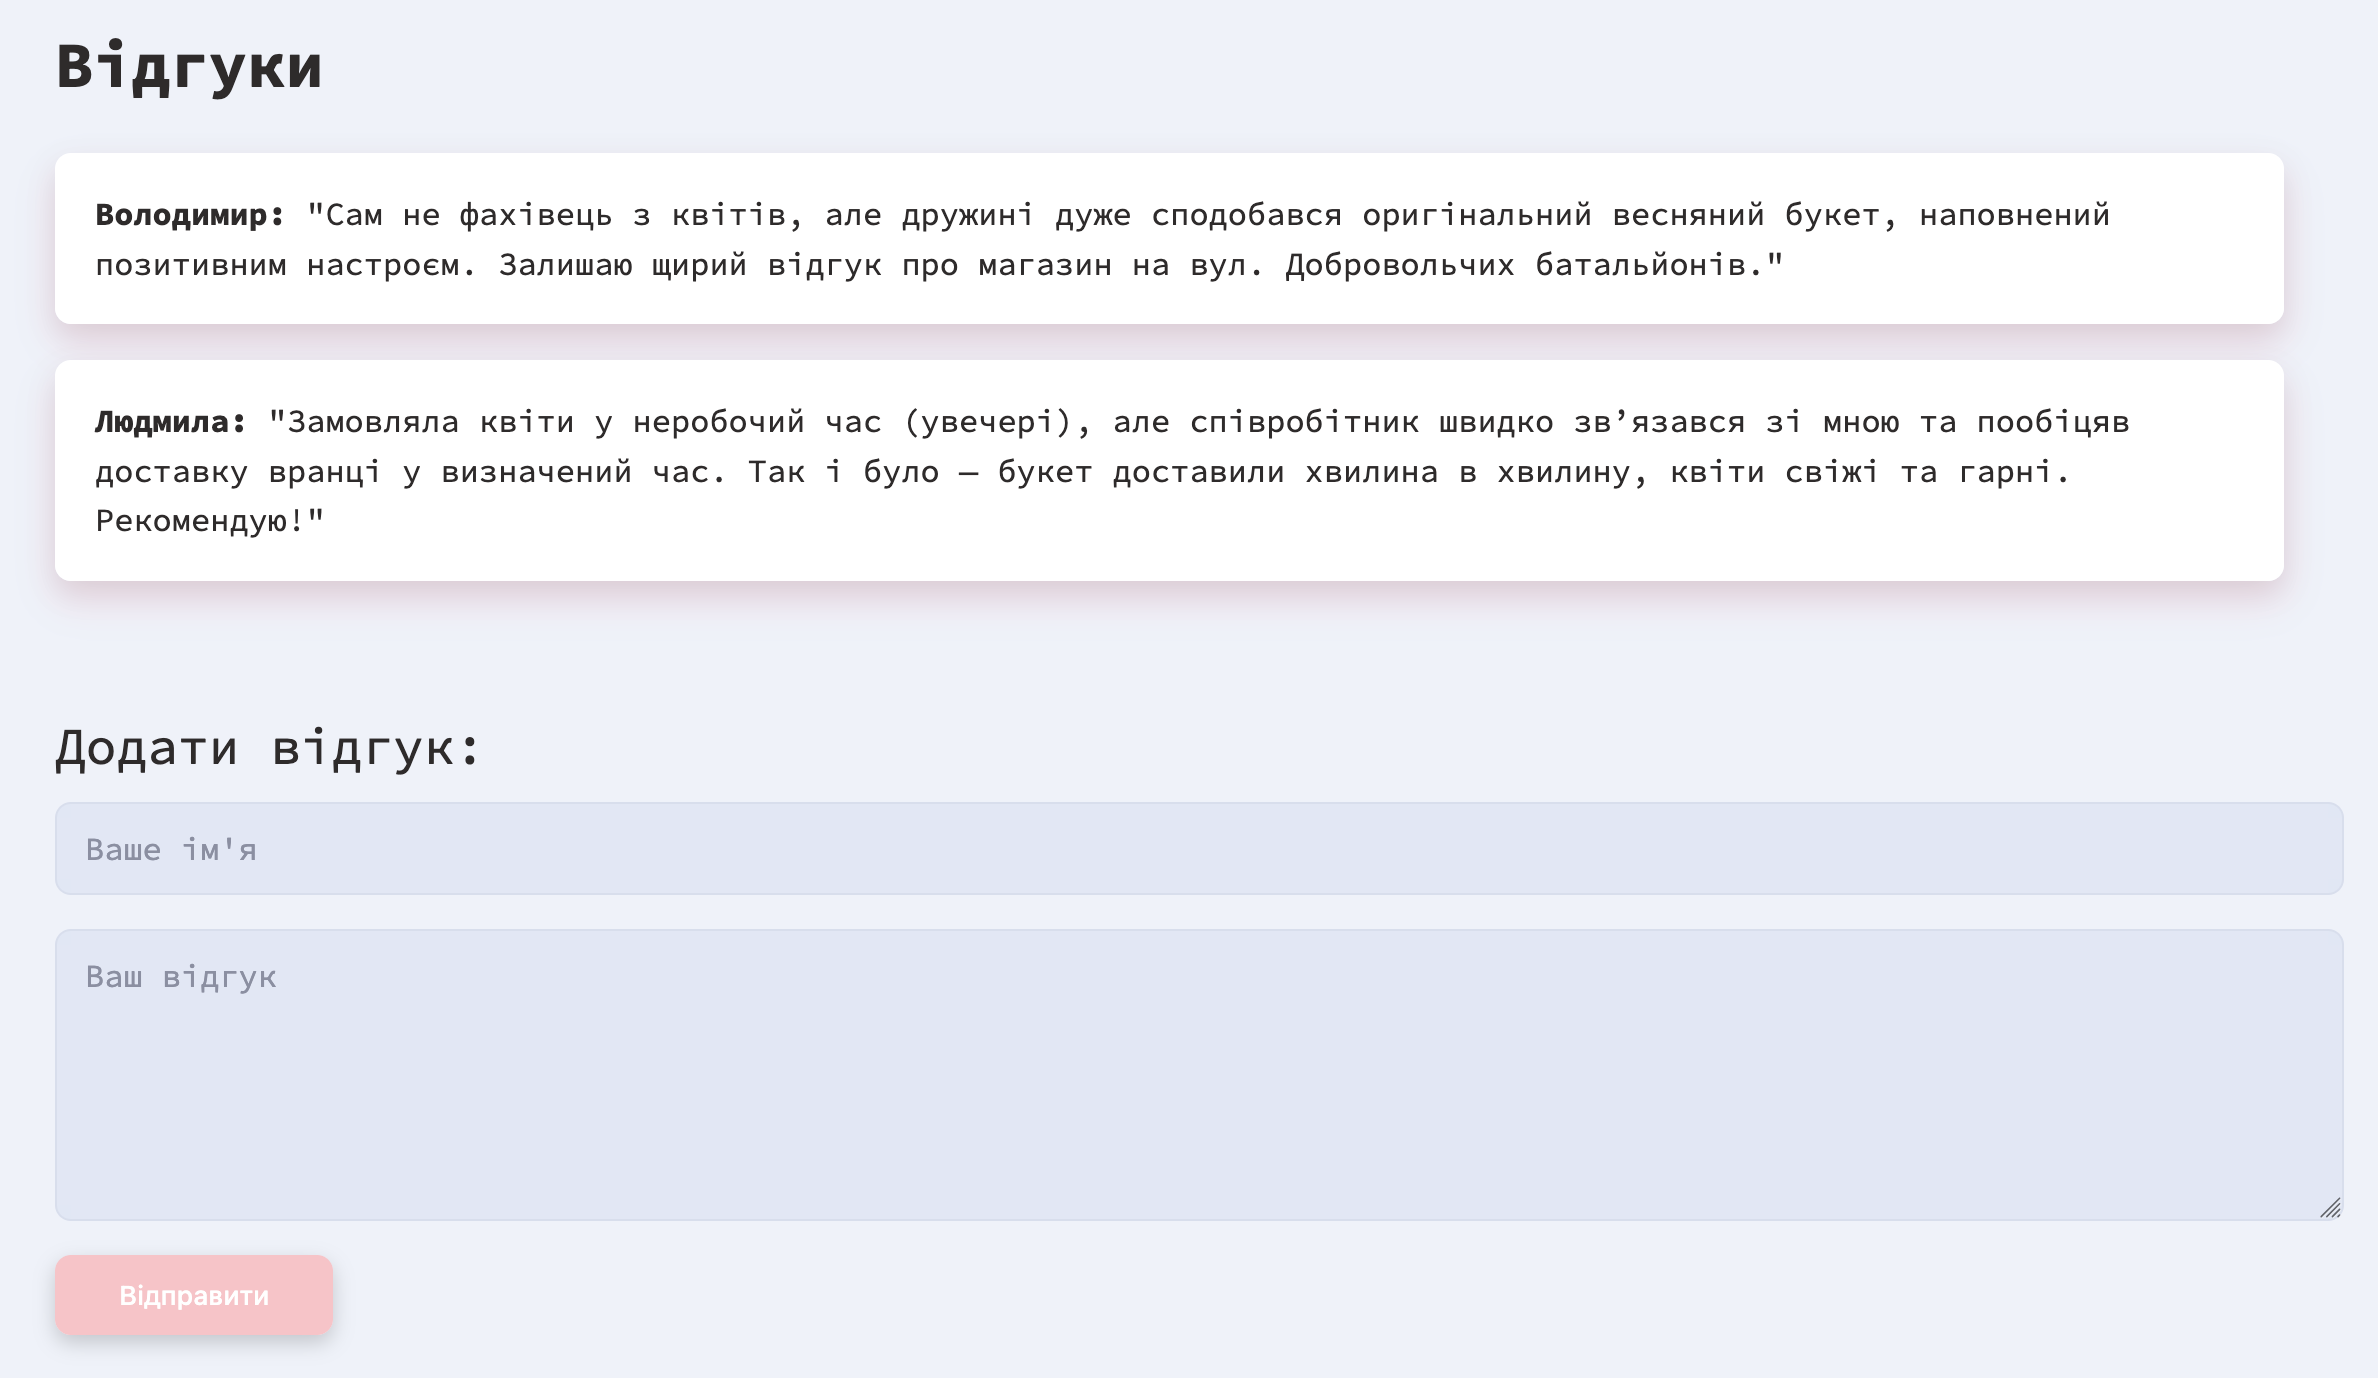 Відгуки
Володимир: "Сам не фахівець з квітів, але дружині дуже сподобався оригінальний весняний букет, наповнений
позитивним настроєм. Залишаю щирий відгук про магазин на вул. Добровольчих батальйонів."
Людмила: "Замовляла квіти у неробочий час (увечері), але співробітник швидко зв’язався зі мною та пообіцяв
доставку вранці у визначений час. Так і було – букет доставили хвилина в хвилину, квіти свіжі та гарні.
Рекомендую!"
Додати відгук:
Ваше ім'я
Ваш відгук
Відправити